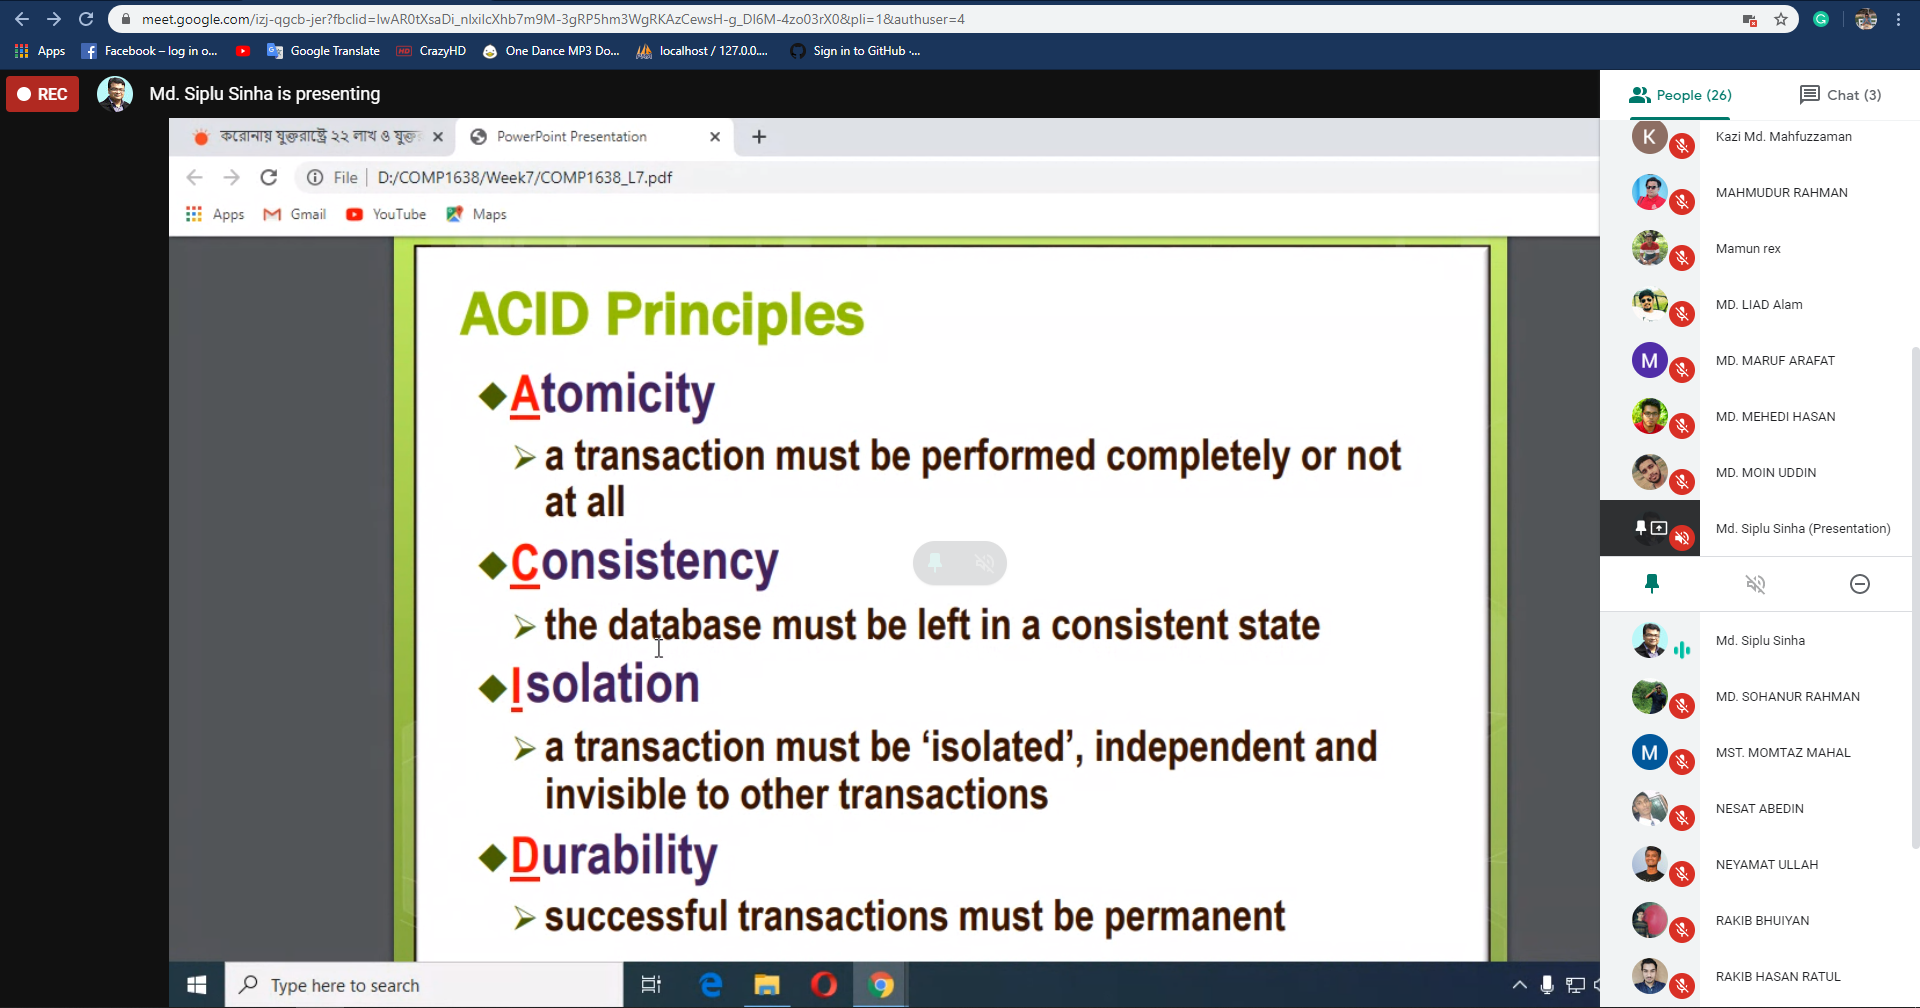 meet.google.com/izj-qgcb-jer?fbclid=IwAR0tXsaDi_nlxilcXhb7m9M-3gRP5hm3WgRKAzCewsH-g_DI6M-4zo03rX0&pli=1&authuser=4
Apps Facebook – log in o... Google Translate HD CrazyHD One Dance MP3 Do... localhost / 127.0.0.... Sign in to GitHub ·...
REC Md. Siplu Sinha is presenting
People (26) Chat (3)
করোনায় যুক্তরাষ্ট্রে ২২ লাখ ও যুক্ত PowerPoint Presentation
File D:/COMP1638/Week7/COMP1638_L7.pdf
Apps Gmail YouTube Maps
ACID Principles
Atomicity
a transaction must be performed completely or not
at all
Consistency
the database must be left in a consistent state
Isolation
a transaction must be ‘isolated’, independent and
invisible to other transactions
Durability
successful transactions must be permanent
Type here to search
K Kazi Md. Mahfuzzaman
MAHMUDUR RAHMAN
Mamun rex
MD. LIAD Alam
M MD. MARUF ARAFAT
MD. MEHEDI HASAN
MD. MOIN UDDIN
Md. Siplu Sinha (Presentation)
Md. Siplu Sinha
MD. SOHANUR RAHMAN
M MST. MOMTAZ MAHAL
NESAT ABEDIN
NEYAMAT ULLAH
RAKIB BHUIYAN
RAKIB HASAN RATUL